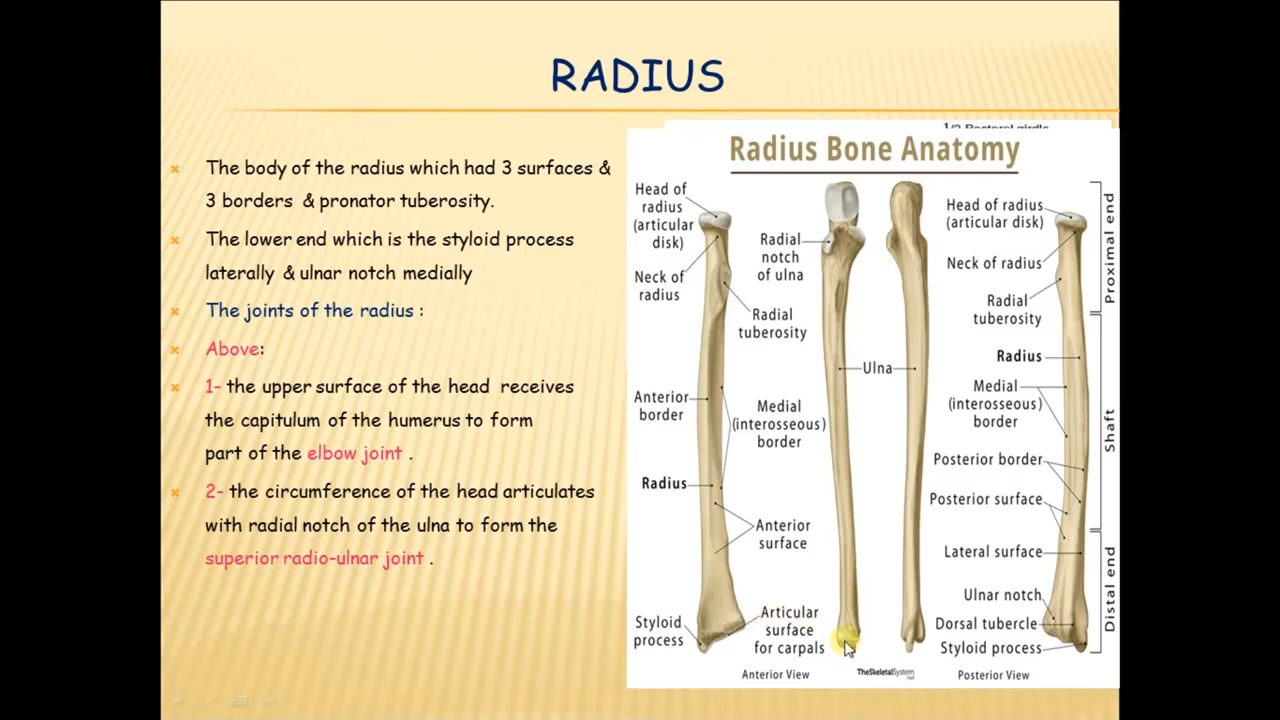 RADIUS
The body of the radius which had 3 surfaces &
3 borders & pronator tuberosity.
The lower end which is the styloid process
laterally & ulnar notch medially
The joints of the radius :
Above:
1- the upper surface of the head receives
the capitulum of the humerus to form
part of the elbow joint .
2- the circumference of the head articulates
with radial notch of the ulna to form the
superior radio-ulnar joint .
Radius Bone Anatomy
Head of
radius
(articular
disk)
Neck of
radius
Radial
notch
of ulna
Radial
tuberosity
Anterior
border
Medial
(interosseous)
border
Radius
Anterior
surface
Styloid
process
Articular
surface
for carpals
Anterior View
Ulna
Head of radius
(articular disk)
Neck of radius
Radial
tuberosity
Radius
Medial
(interosseous)
border
Posterior border
Posterior surface
Lateral surface
Ulnar notch
Dorsal tubercle
Styloid process
Proximal end
Shaft
Distal end
TheSkeletalSystem
.net
Posterior View